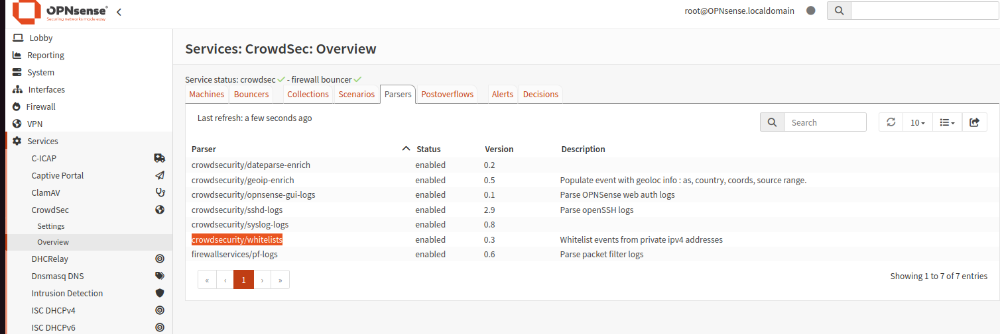 OPNsense®
Securing networks made easy
root@OPNsense.localdomain
Lobby
Reporting
System
Interfaces
Firewall
VPN
Services
C-ICAP
Captive Portal
ClamAV
CrowdSec
Settings
Overview
DHCRelay
Dnsmasq DNS
Intrusion Detection
ISC DHCPv4
ISC DHCPv6
Services: CrowdSec: Overview
Service status: crowdsec ✓ - firewall bouncer ✓
Machines Bouncers Collections Scenarios Parsers Postoverflows Alerts Decisions
Last refresh: a few seconds ago
Search
10
Parser Status Version Description
crowdsecurity/dateparse-enrich enabled 0.2
crowdsecurity/geoip-enrich enabled 0.5 Populate event with geoloc info : as, country, coords, source range.
crowdsecurity/opnsense-gui-logs enabled 0.1 Parse OPNSense web auth logs
crowdsecurity/sshd-logs enabled 2.9 Parse openSSH logs
crowdsecurity/syslog-logs enabled 0.8
crowdsecurity/whitelists enabled 0.3 Whitelist events from private ipv4 addresses
firewallservices/pf-logs enabled 0.6 Parse packet filter logs
« ‹ 1 › »
Showing 1 to 7 of 7 entries